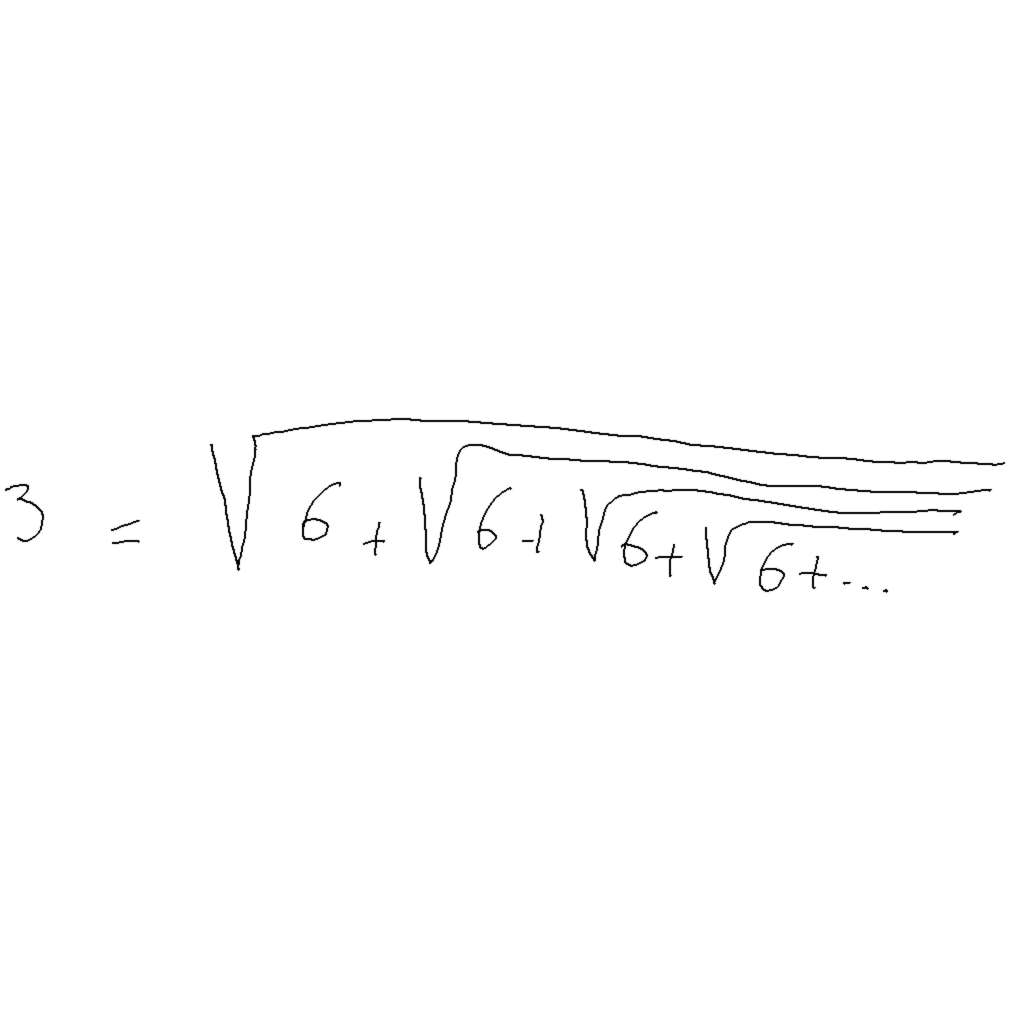 3 = √(6 + √(6 + √(6 + √(6 + ...))))